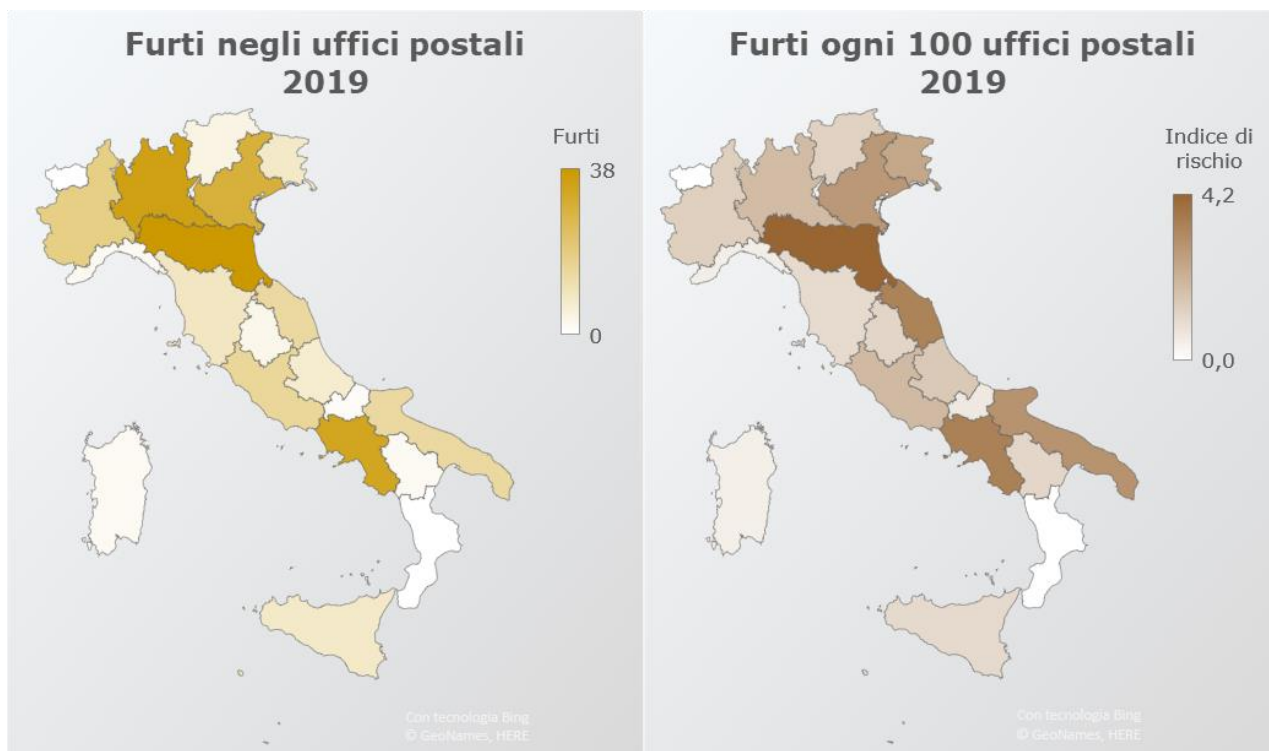 Furti negli uffici postali
2019
Furti
38
0
Con tecnologia Bing
© GeoNames, HERE
Furti ogni 100 uffici postali
2019
Indice di
rischio
4,2
0,0
Con tecnologia Bing
© GeoNames, HERE